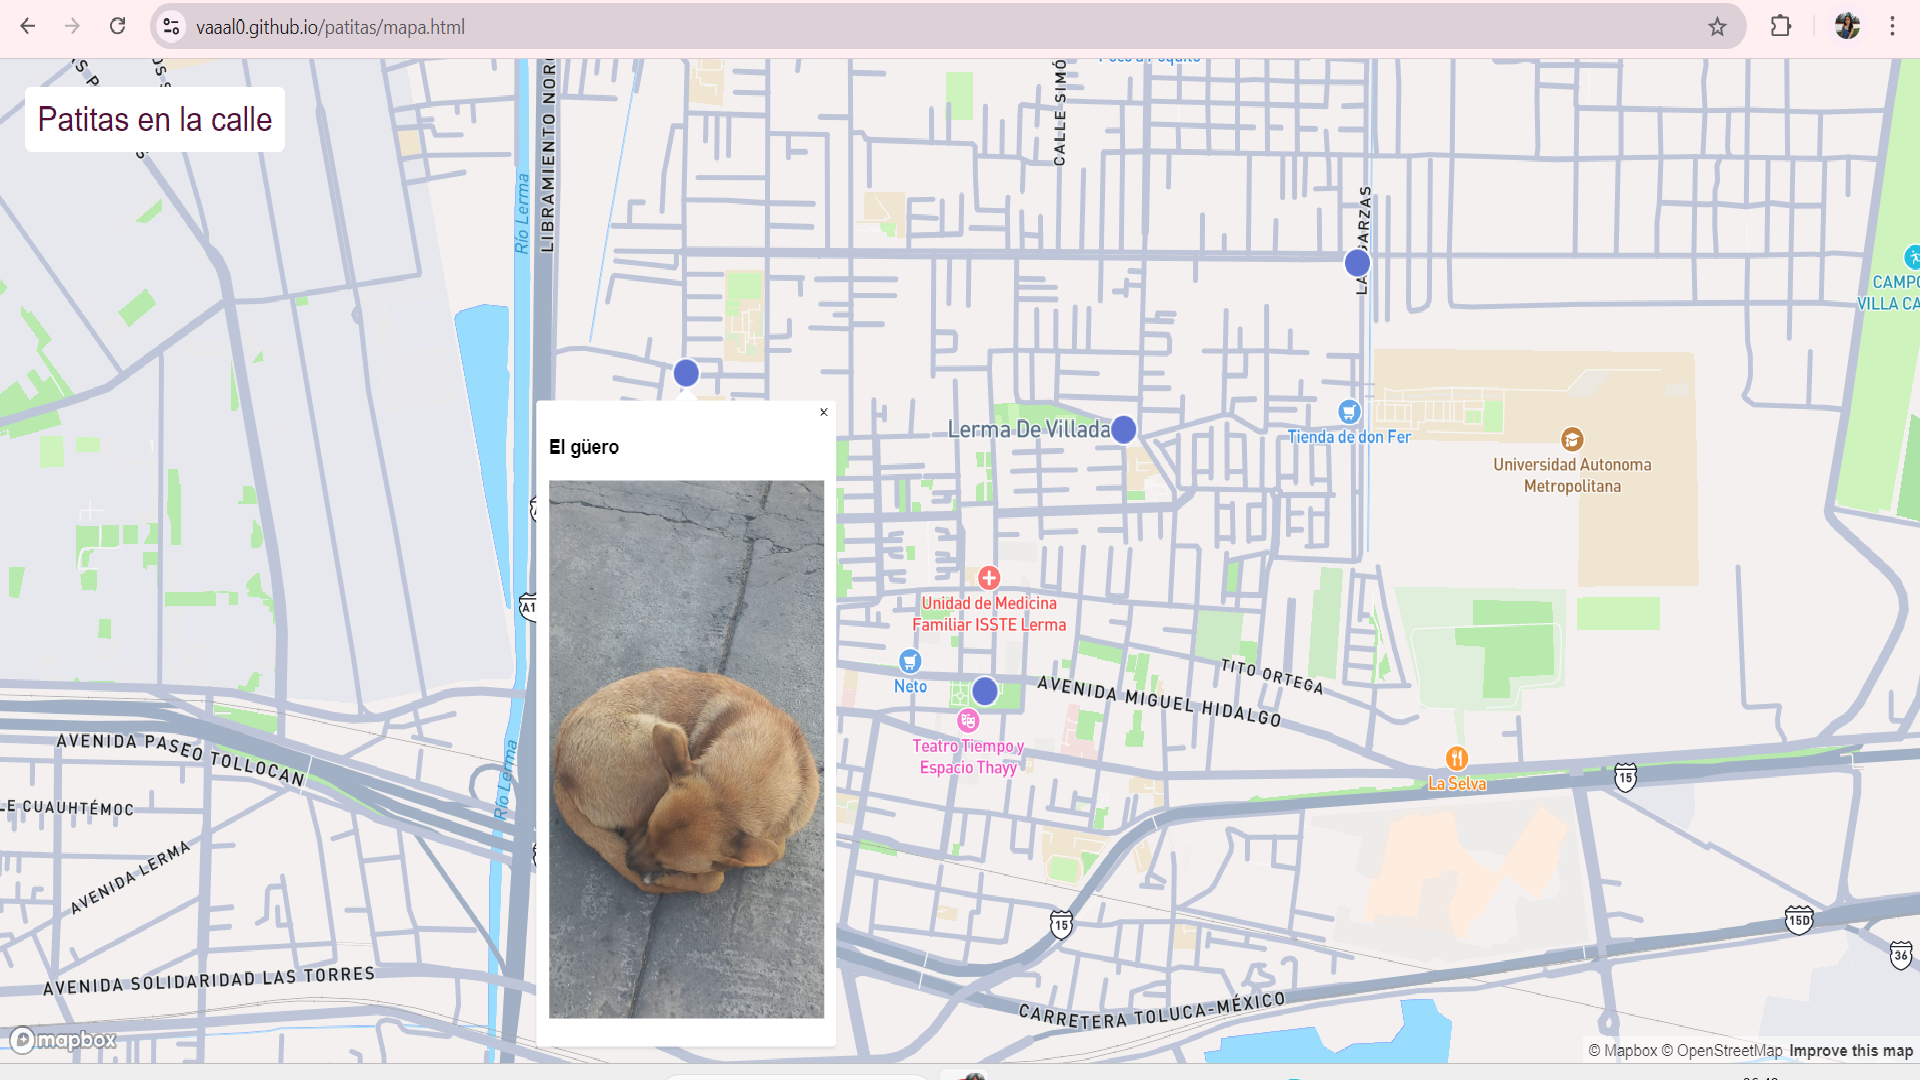 vaaal0.github.io/patitas/mapa.html
Patitas en la calle
LIBRAMIENTO NOR
CALLE SIMÓ
Río Lerma
CAMPO
VILLA CA
El güero
x
Lerma De Villada
Tienda de don Fer
Universidad Autonoma
Metropolitana
A1
Unidad de Medicina
Familiar ISSTE Lerma
Neto
TITO ORTEGA
AVENIDA MIGUEL HIDALGO
Teatro Tiempo y
Espacio Thayy
La Selva
15
AVENIDA PASEO TOLLOCAN
Río Lerma
LE CUAUHTÉMOC
AVENIDA LERMA
15
15D
36
AVENIDA SOLIDARIDAD LAS TORRES
CARRETERA TOLUCA-MÉXICO
mapbox
© Mapbox © OpenStreetMap Improve this map